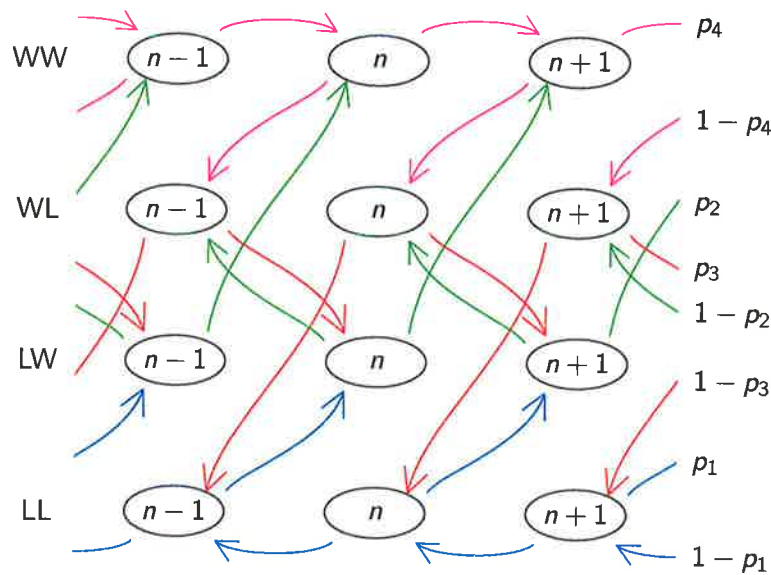 WW n − 1 n n + 1 p₄
1 − p₄
WL n − 1 n n + 1 p₂
p₃
1 − p₂
LW n − 1 n n + 1
1 − p₃
p₁
LL n − 1 n n + 1
1 − p₁